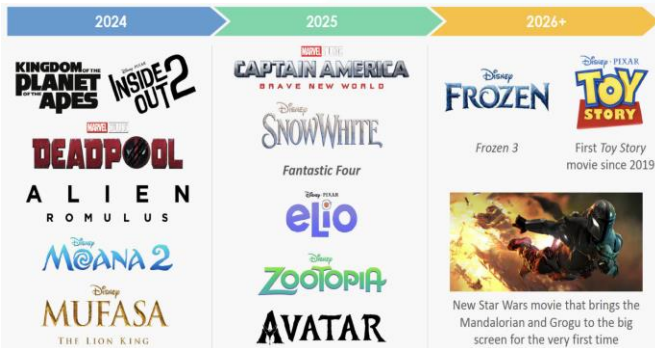 2024
KINGDOM OF THE
PLANET
OF THE
APES
Disney · PIXAR
INSIDE
OUT 2
MARVEL STUDIOS
DEADPOOL
ALIEN
ROMULUS
Disney
MOANA 2
Disney
MUFASA
THE LION KING
2025
MARVEL STUDIOS
CAPTAIN AMERICA
BRAVE NEW WORLD
Disney
SNOW WHITE
Fantastic Four
Disney · PIXAR
elio
Disney
ZOOTOPIA
AVATAR
2026+
Disney
FROZEN
Frozen 3
Disney · PIXAR
TOY
STORY
First Toy Story
movie since 2019
New Star Wars movie that brings the
Mandalorian and Grogu to the big
screen for the very first time